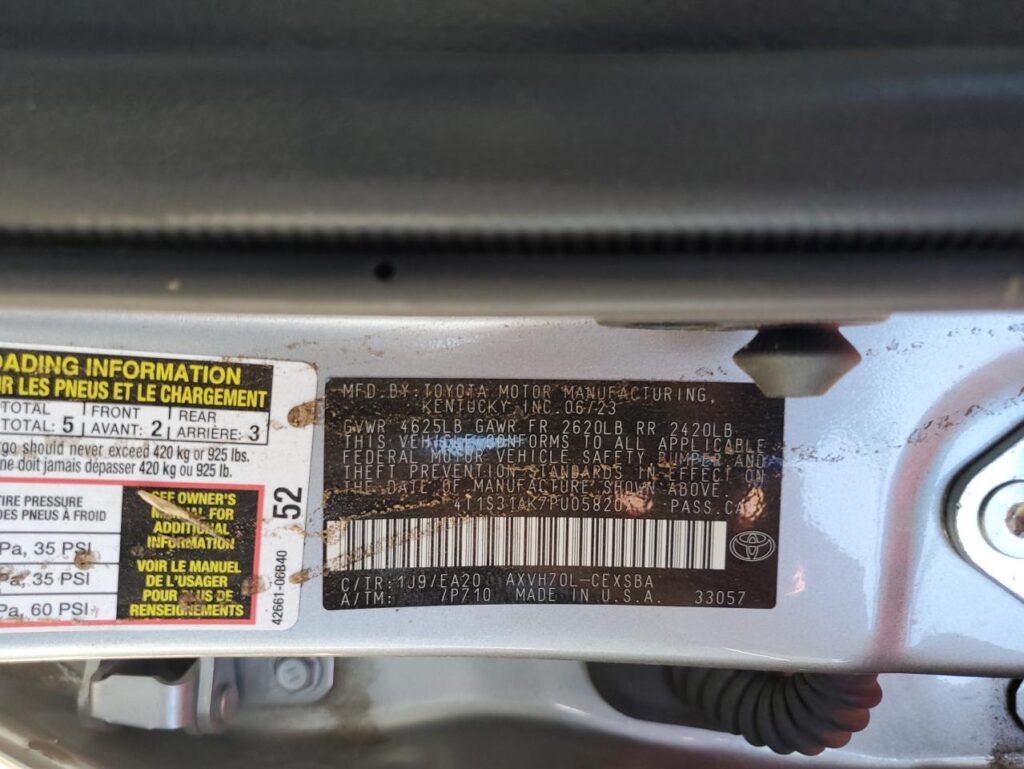 OADING INFORMATION
UR LES PNEUS ET LE CHARGEMENT
TOTAL FRONT REAR
TOTAL: 5 AVANT: 2 ARRIÈRE: 3
rgo should never exceed 420 kg or 925 lbs.
ne doit jamais dépasser 420 kg ou 925 lb.
TIRE PRESSURE
DES PNEUS À FROID
Pa, 35 PSI
Pa, 35 PSI
Pa, 60 PSI
SEE OWNER'S
MANUAL FOR
ADDITIONAL
INFORMATION
VOIR LE MANUEL
DE L'USAGER
POUR PLUS DE
RENSEIGNEMENTS
52
42661-06B40
MFD.BY:TOYOTA MOTOR MANUFACTURING,
KENTUCKY,INC.06/23
GVWR 4625LB GAWR FR 2620LB RR 2420LB
THIS VEHICLE CONFORMS TO ALL APPLICABLE
FEDERAL MOTOR VEHICLE SAFETY, BUMPER, AND
THEFT PREVENTION STANDARDS IN EFFECT ON
THE DATE OF MANUFACTURE SHOWN ABOVE.
PASS.CAR
C/TR:1J9/EA20 AXVH70L-CEXSBA
A/TM: 7P710 MADE IN U.S.A. 33057